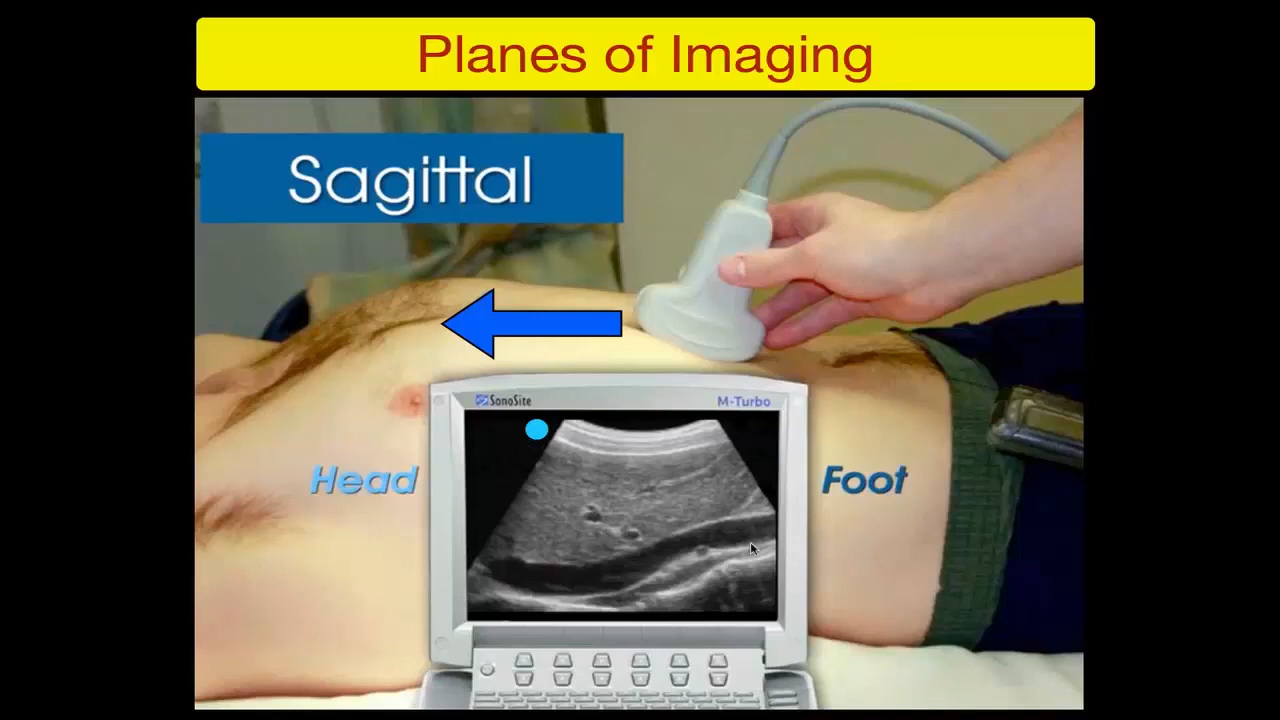 Planes of Imaging
Sagittal
SonoSite
M-Turbo
Head
Foot